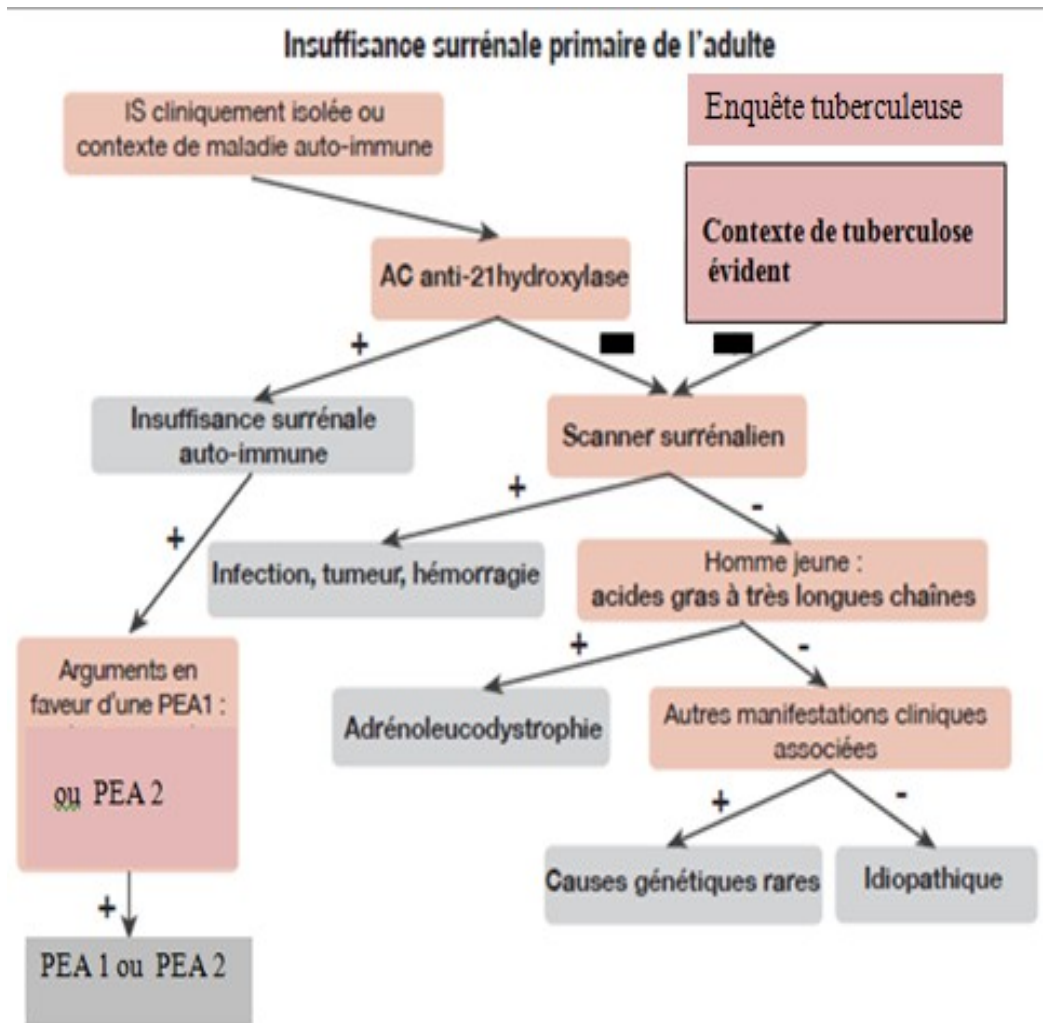 Insuffisance surrénale primaire de l'adulte
IS cliniquement isolée ou
contexte de maladie auto-immune
Enquête tuberculeuse
Contexte de tuberculose
évident
AC anti-21hydroxylase
+
Insuffisance surrénale
auto-immune
Scanner surrénalien
+
+
-
Infection, tumeur, hémorragie
Homme jeune :
acides gras à très longues chaînes
+
-
Arguments en
faveur d'une PEA1 :
ou PEA 2
Adrénoleucodystrophie
Autres manifestations cliniques
associées
+
-
Causes génétiques rares
Idiopathique
+
PEA 1 ou PEA 2